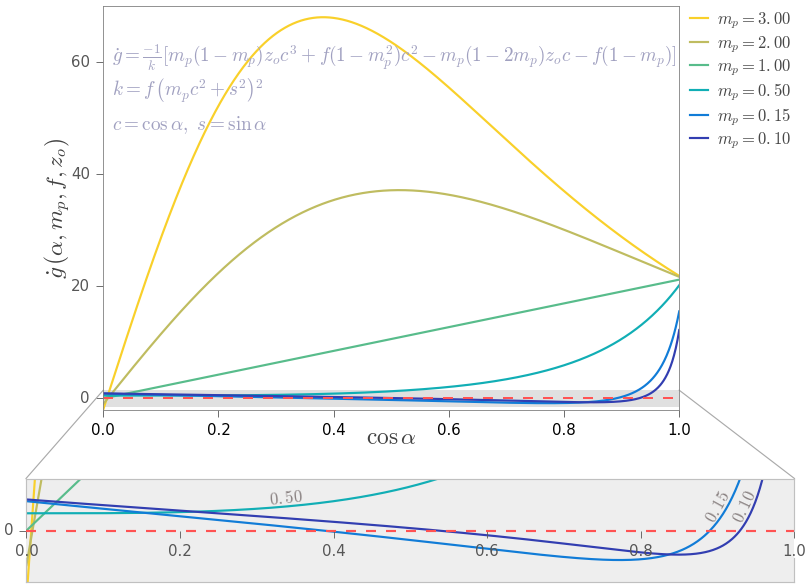 ġ = −1/k [m_p(1 − m_p)z_o c³ + f(1 − m_p²)c² − m_p(1 − 2m_p)z_o c − f(1 − m_p)]
k = f(m_p c² + s²)²
c = cos α, s = sin α
m_p = 3.00
m_p = 2.00
m_p = 1.00
m_p = 0.50
m_p = 0.15
m_p = 0.10
ġ(α, m_p, f, z_o)
60
40
20
0
0.0 0.2 0.4 0.6 0.8 1.0
cos α
0.50 0.15 0.10
0
0.0 0.2 0.4 0.6 0.8 1.0